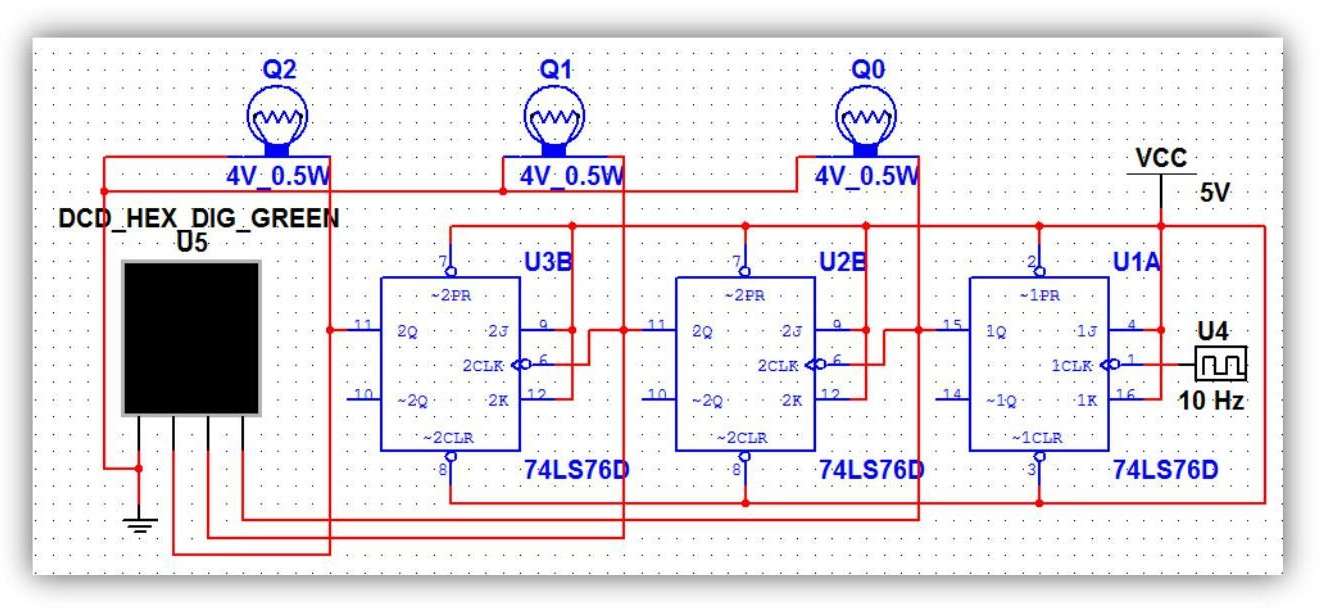 Q2 Q1 Q0
4V_0.5W 4V_0.5W 4V_0.5W
VCC
5V
DCD_HEX_DIG_GREEN
U5
U3B U2B U1A
7 7 2
~2PR ~2PR ~1PR
11 2Q 2J 9 11 2Q 2J 9 15 1Q 1J 4
U4
2CLK 6 2CLK 6 1CLK 1
10 ~2Q 2K 12 10 ~2Q 2K 12 14 ~1Q 1K 16
10 Hz
~2CLR ~2CLR ~1CLR
8 8 3
74LS76D 74LS76D 74LS76D